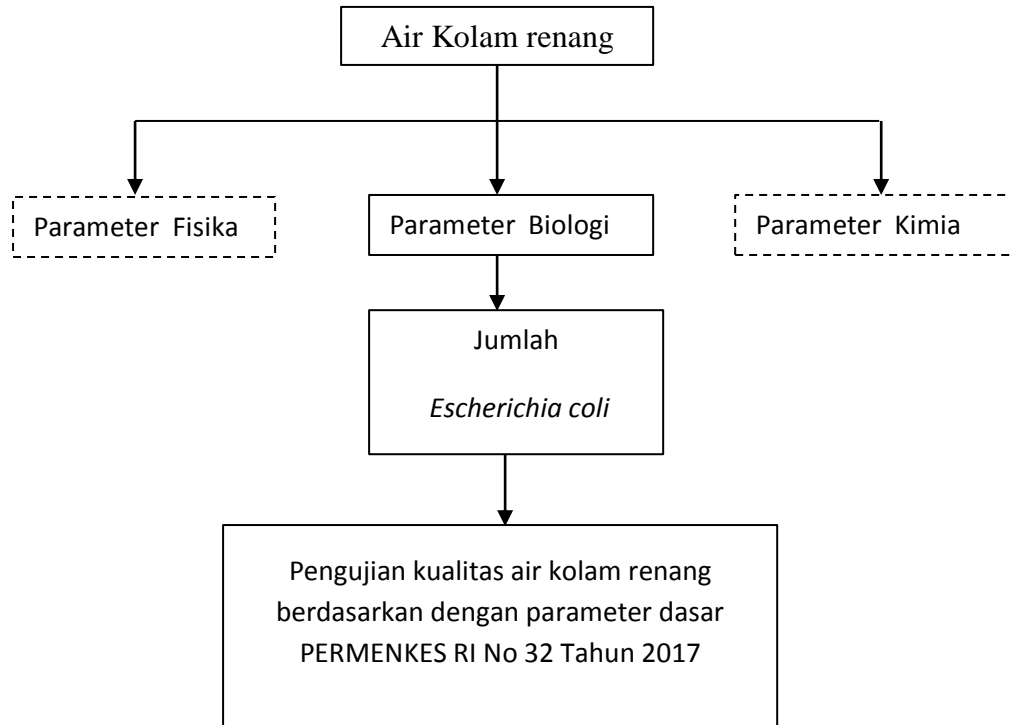 Air Kolam renang
Parameter Fisika
Parameter Biologi
Parameter Kimia
Jumlah
Escherichia coli
Pengujian kualitas air kolam renang
berdasarkan dengan parameter dasar
PERMENKES RI No 32 Tahun 2017